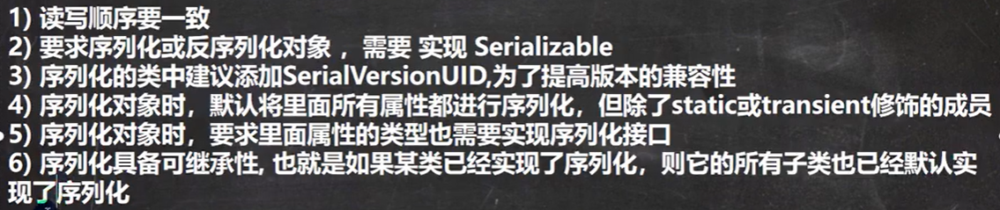 1) 读写顺序要一致
2) 要求序列化或反序列化对象 ，需要 实现 Serializable
3) 序列化的类中建议添加SerialVersionUID,为了提高版本的兼容性
4) 序列化对象时，默认将里面所有属性都进行序列化，但除了static或transient修饰的成员
5) 序列化对象时，要求里面属性的类型也需要实现序列化接口
6) 序列化具备可继承性, 也就是如果某类已经实现了序列化，则它的所有子类也已经默认实
现了序列化